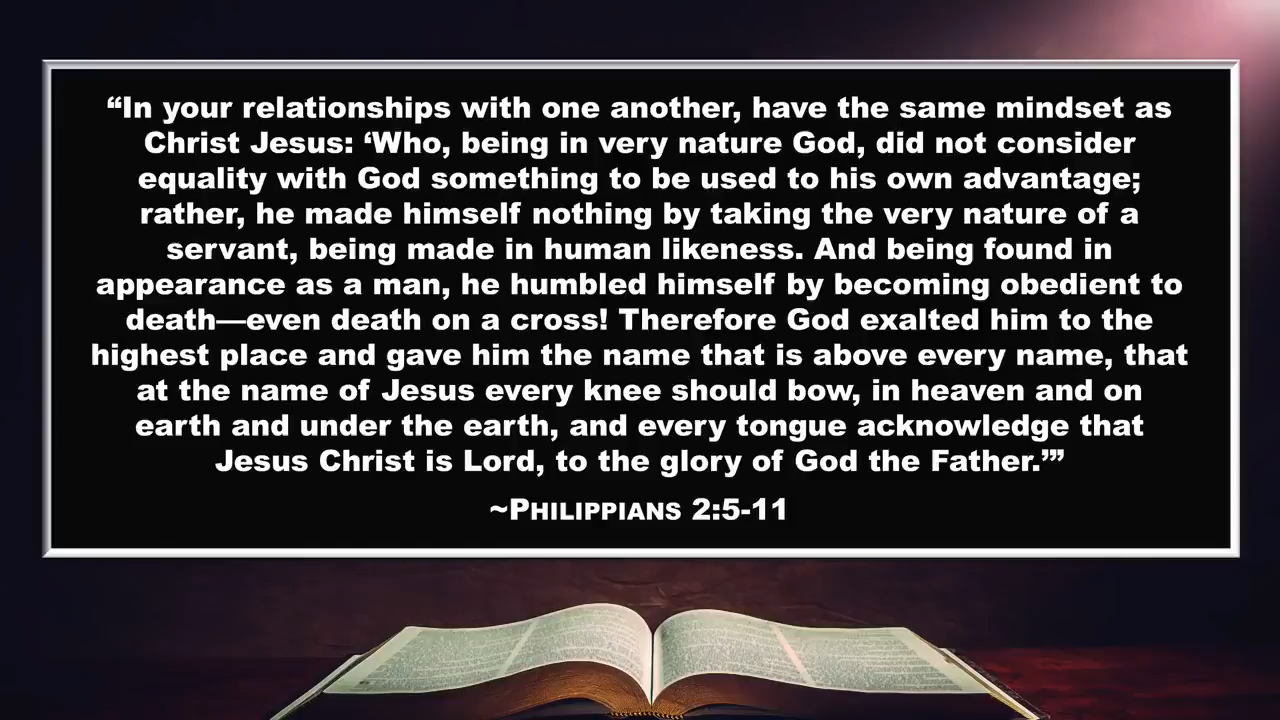 “In your relationships with one another, have the same mindset as
Christ Jesus: ‘Who, being in very nature God, did not consider
equality with God something to be used to his own advantage;
rather, he made himself nothing by taking the very nature of a
servant, being made in human likeness. And being found in
appearance as a man, he humbled himself by becoming obedient to
death—even death on a cross! Therefore God exalted him to the
highest place and gave him the name that is above every name, that
at the name of Jesus every knee should bow, in heaven and on
earth and under the earth, and every tongue acknowledge that
Jesus Christ is Lord, to the glory of God the Father.’”
~PHILIPPIANS 2:5-11